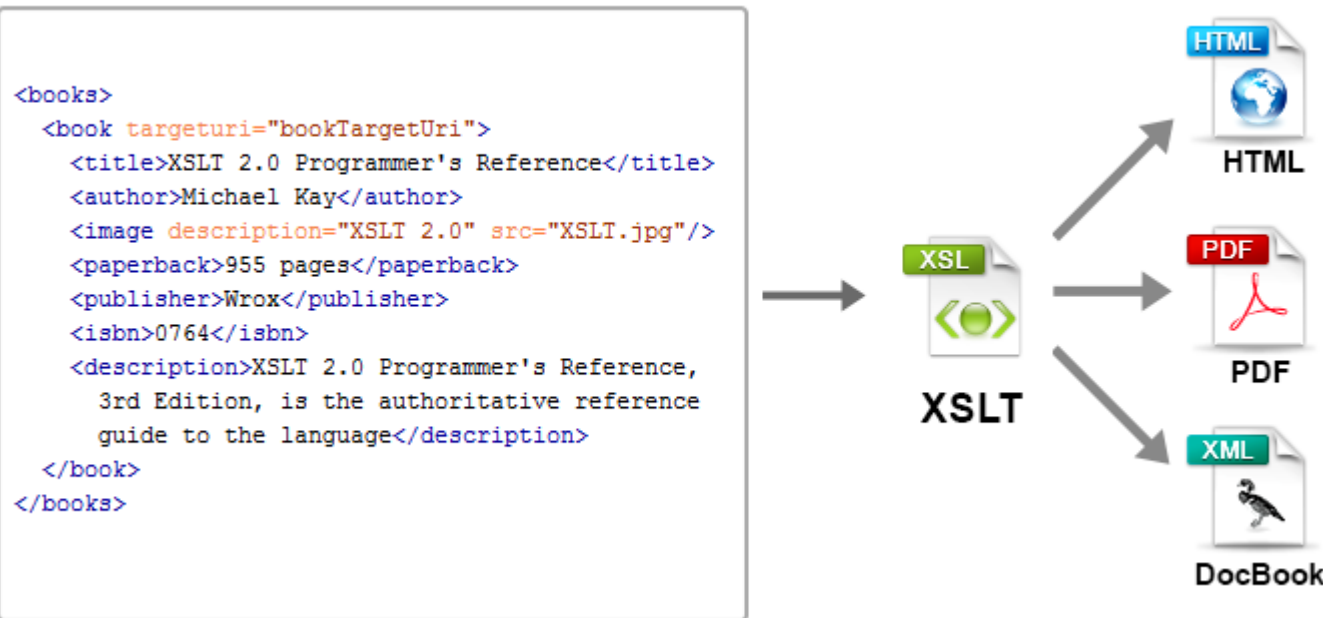 <books>
  <book targeturi="bookTargetUri">
    <title>XSLT 2.0 Programmer's Reference</title>
    <author>Michael Kay</author>
    <image description="XSLT 2.0" src="XSLT.jpg"/>
    <paperback>955 pages</paperback>
    <publisher>Wrox</publisher>
    <isbn>0764</isbn>
    <description>XSLT 2.0 Programmer's Reference,
      3rd Edition, is the authoritative reference
      guide to the language</description>
  </book>
</books>
XSL
XSLT
HTML
HTML
PDF
PDF
XML
DocBook